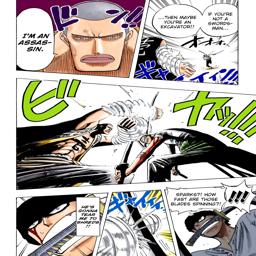 IF YOU'RE
NOT A
SWORDS-
MAN...
...THEN MAYBE
YOU'RE AN
EXCAVATOR!!
I'M AN
ASSAS-
SIN.
SPARKS?! HOW
FAST ARE THOSE
BLADES
SPINNING?!
HE'S
GONNA
TEAR ME
TO
SHREDS!!